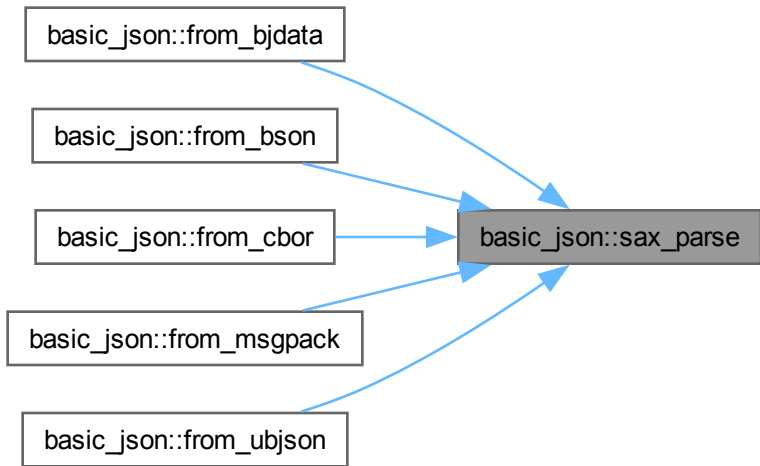 basic_json::from_bjdata
basic_json::from_bson
basic_json::from_cbor
basic_json::sax_parse
basic_json::from_msgpack
basic_json::from_ubjson